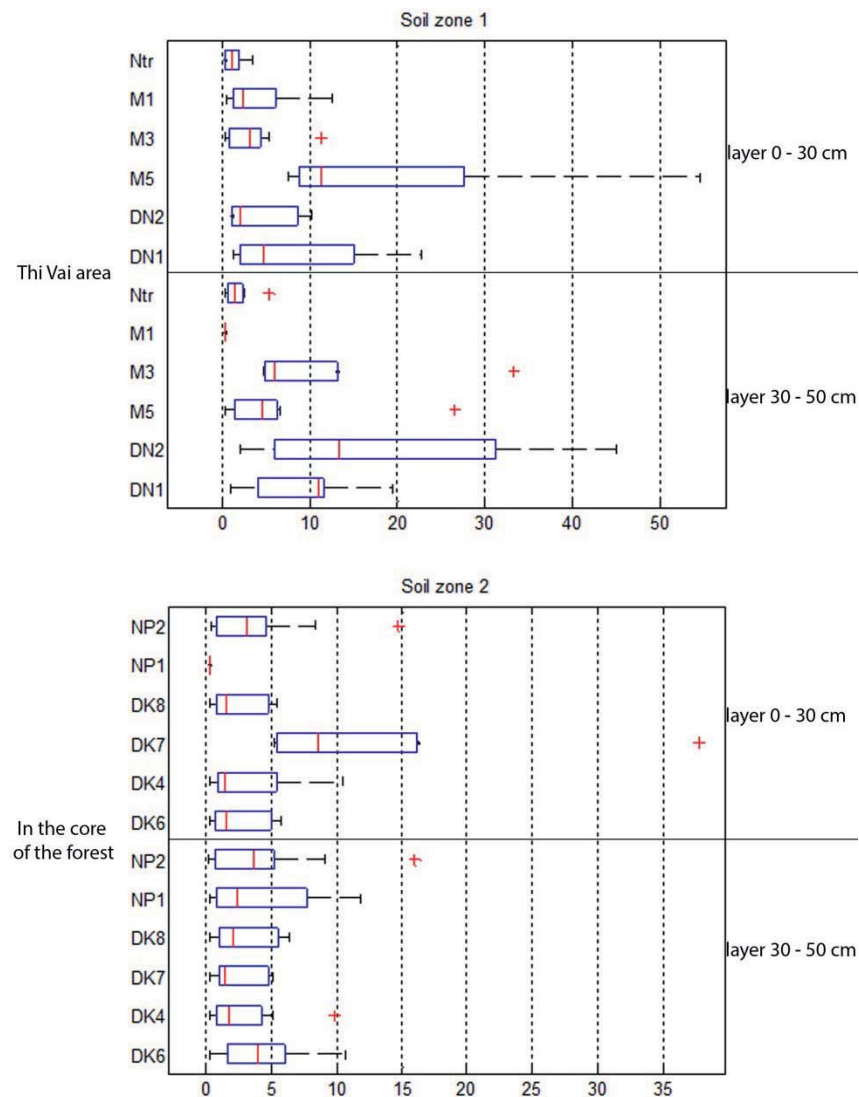 Soil zone 1
Ntr
M1
M3
M5
DN2
DN1
layer 0 - 30 cm
Thi Vai area
Ntr
M1
M3
M5
DN2
DN1
layer 30 - 50 cm
0 10 20 30 40 50
Soil zone 2
NP2
NP1
DK8
DK7
DK4
DK6
layer 0 - 30 cm
In the core
of the forest
NP2
NP1
DK8
DK7
DK4
DK6
layer 30 - 50 cm
0 5 10 15 20 25 30 35